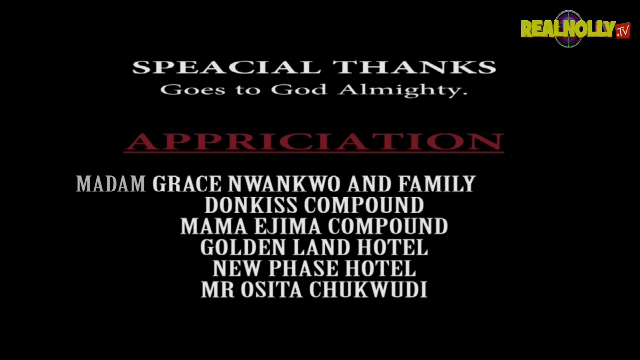 REALNOLLY.TV
SPEACIAL THANKS
Goes to God Almighty.
APPRICIATION
MADAM GRACE NWANKWO AND FAMILY
DONKISS COMPOUND
MAMA EJIMA COMPOUND
GOLDEN LAND HOTEL
NEW PHASE HOTEL
MR OSITA CHUKWUDI